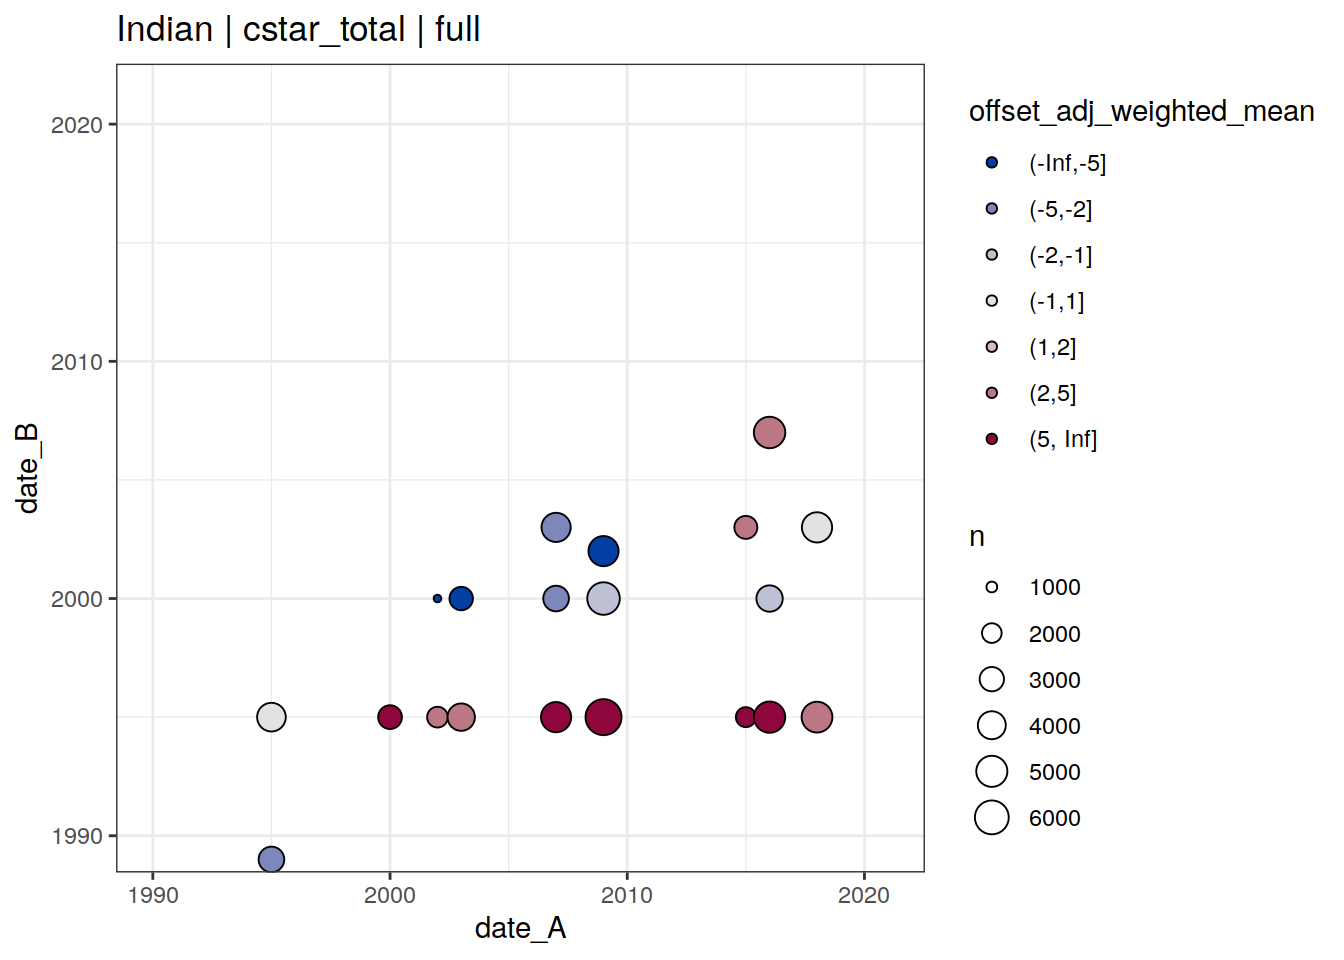 Indian | cstar_total | full
offset_adj_weighted_mean
(-Inf,-5]
(-5,-2]
(-2,-1]
(-1,1]
(1,2]
(2,5]
(5, Inf]
n
1000
2000
3000
4000
5000
6000
date_B
2020
2010
2000
1990
1990
2000
2010
2020
date_A